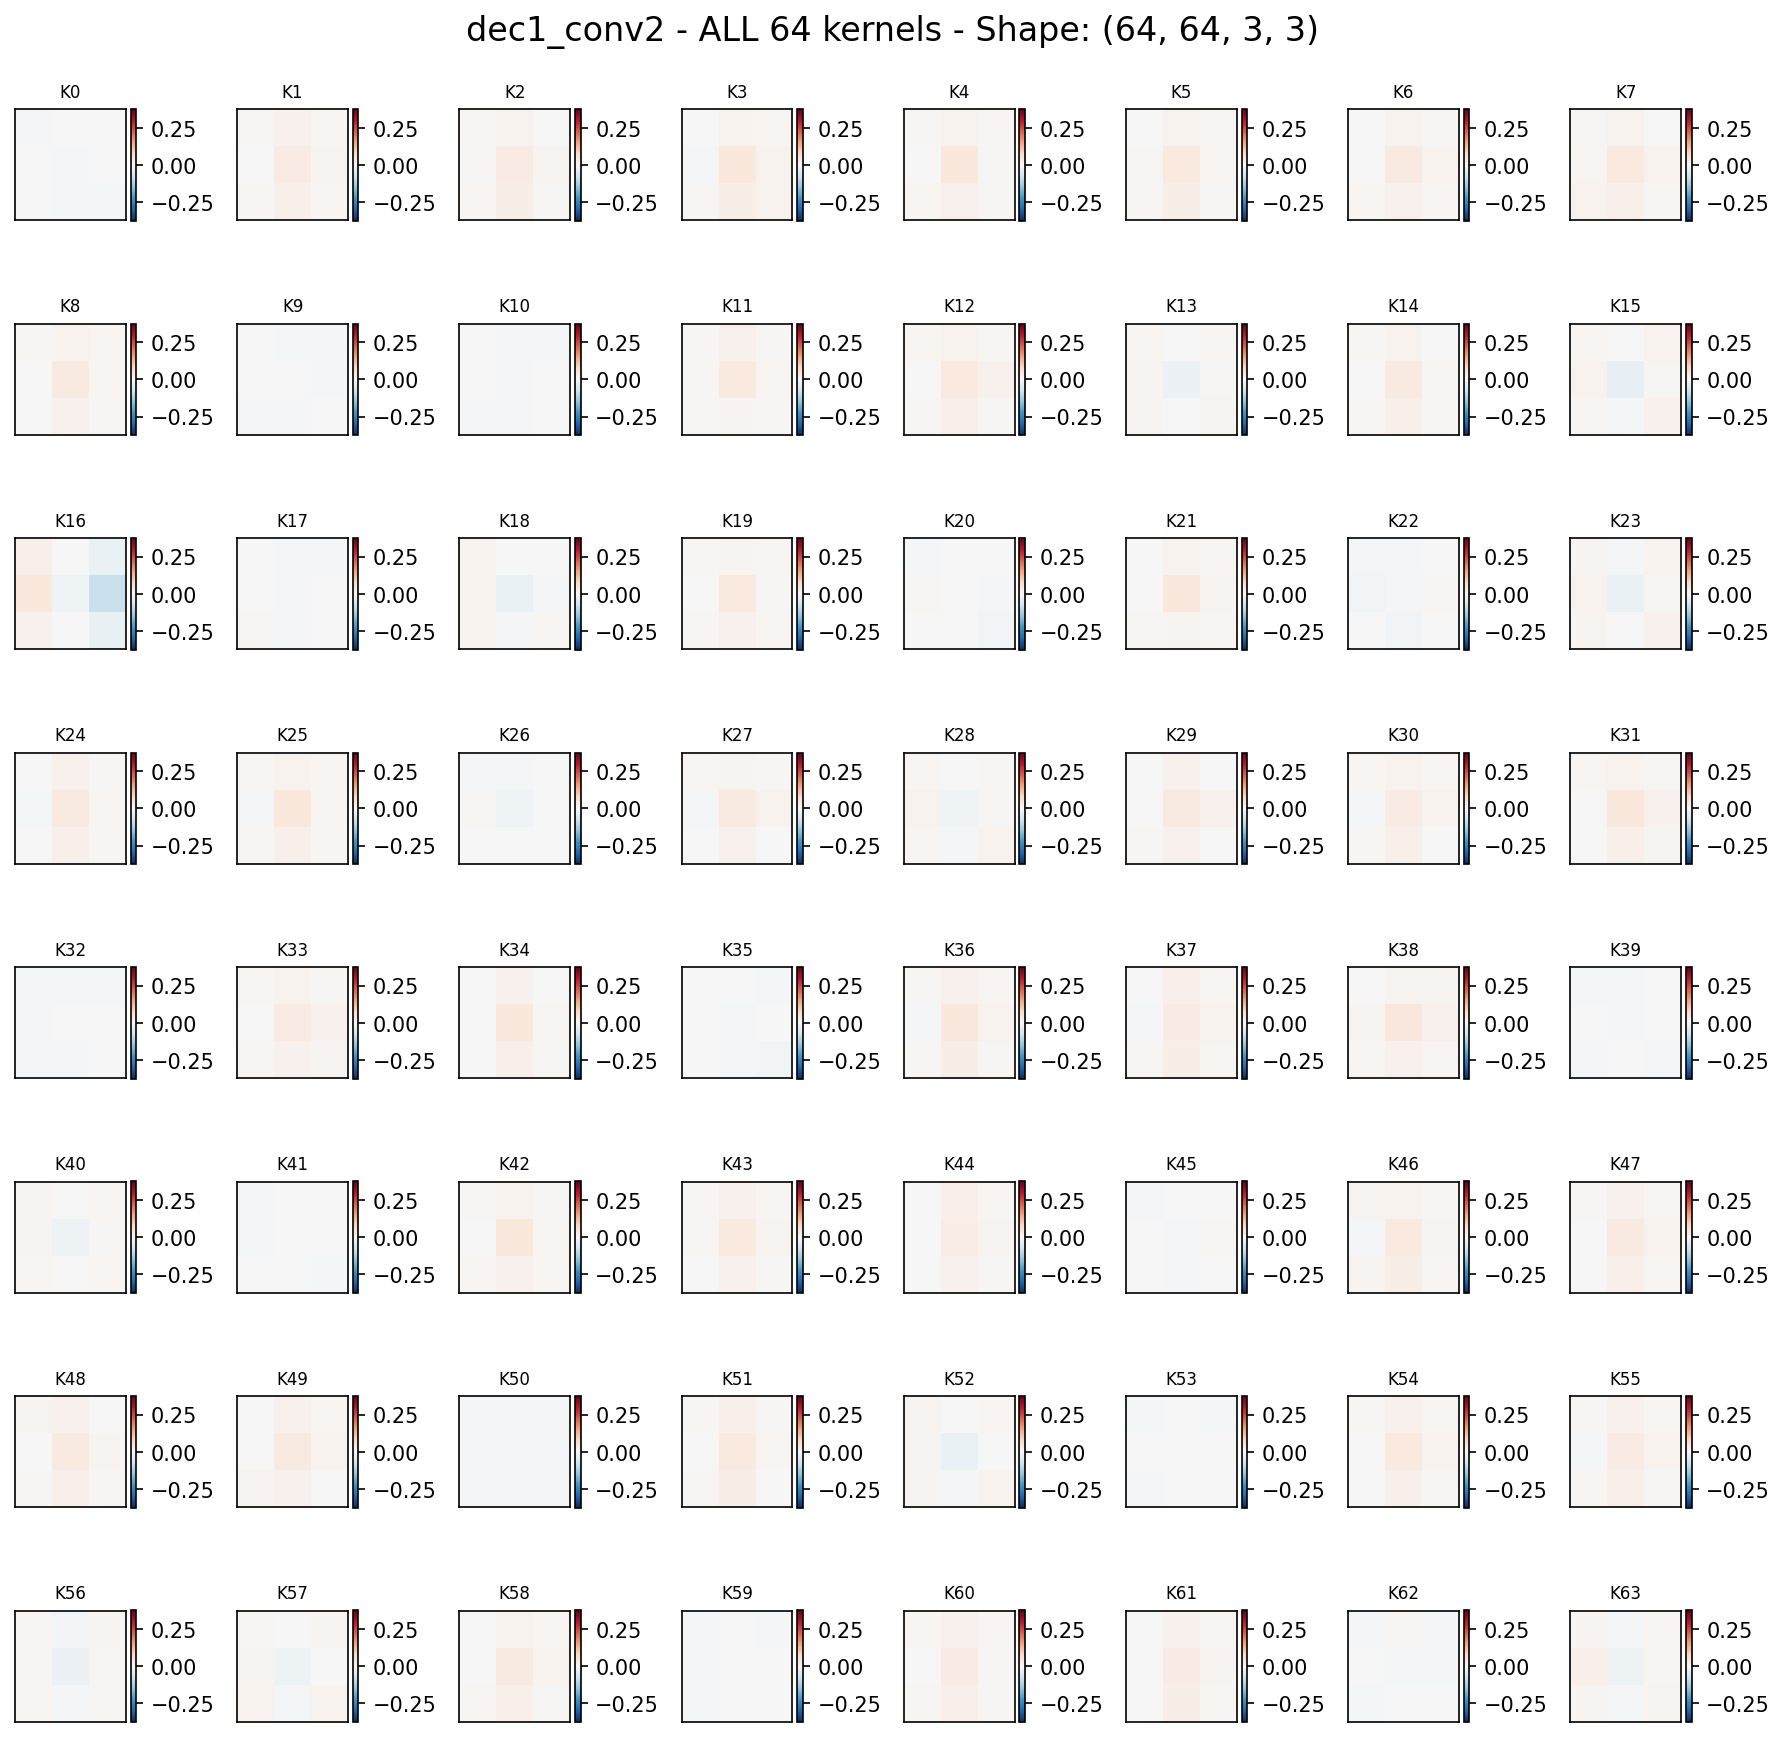 dec1_conv2 - ALL 64 kernels - Shape: (64, 64, 3, 3)
K0 K1 K2 K3 K4 K5 K6 K7
0.25 0.25 0.25 0.25 0.25 0.25 0.25 0.25
0.00 0.00 0.00 0.00 0.00 0.00 0.00 0.00
−0.25 −0.25 −0.25 −0.25 −0.25 −0.25 −0.25 −0.25
K8 K9 K10 K11 K12 K13 K14 K15
0.25 0.25 0.25 0.25 0.25 0.25 0.25 0.25
0.00 0.00 0.00 0.00 0.00 0.00 0.00 0.00
−0.25 −0.25 −0.25 −0.25 −0.25 −0.25 −0.25 −0.25
K16 K17 K18 K19 K20 K21 K22 K23
0.25 0.25 0.25 0.25 0.25 0.25 0.25 0.25
0.00 0.00 0.00 0.00 0.00 0.00 0.00 0.00
−0.25 −0.25 −0.25 −0.25 −0.25 −0.25 −0.25 −0.25
K24 K25 K26 K27 K28 K29 K30 K31
0.25 0.25 0.25 0.25 0.25 0.25 0.25 0.25
0.00 0.00 0.00 0.00 0.00 0.00 0.00 0.00
−0.25 −0.25 −0.25 −0.25 −0.25 −0.25 −0.25 −0.25
K32 K33 K34 K35 K36 K37 K38 K39
0.25 0.25 0.25 0.25 0.25 0.25 0.25 0.25
0.00 0.00 0.00 0.00 0.00 0.00 0.00 0.00
−0.25 −0.25 −0.25 −0.25 −0.25 −0.25 −0.25 −0.25
K40 K41 K42 K43 K44 K45 K46 K47
0.25 0.25 0.25 0.25 0.25 0.25 0.25 0.25
0.00 0.00 0.00 0.00 0.00 0.00 0.00 0.00
−0.25 −0.25 −0.25 −0.25 −0.25 −0.25 −0.25 −0.25
K48 K49 K50 K51 K52 K53 K54 K55
0.25 0.25 0.25 0.25 0.25 0.25 0.25 0.25
0.00 0.00 0.00 0.00 0.00 0.00 0.00 0.00
−0.25 −0.25 −0.25 −0.25 −0.25 −0.25 −0.25 −0.25
K56 K57 K58 K59 K60 K61 K62 K63
0.25 0.25 0.25 0.25 0.25 0.25 0.25 0.25
0.00 0.00 0.00 0.00 0.00 0.00 0.00 0.00
−0.25 −0.25 −0.25 −0.25 −0.25 −0.25 −0.25 −0.25